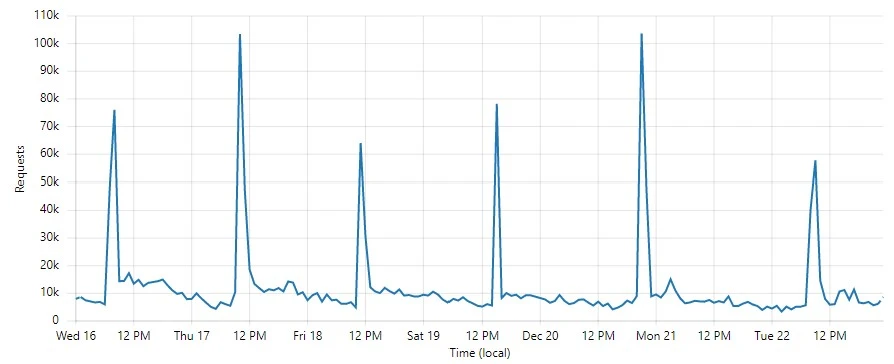 110k
100k
90k
80k
70k
60k
50k
40k
30k
20k
10k
0
Requests
Wed 16 12 PM Thu 17 12 PM Fri 18 12 PM Sat 19 12 PM Dec 20 12 PM Mon 21 12 PM Tue 22 12 PM
Time (local)